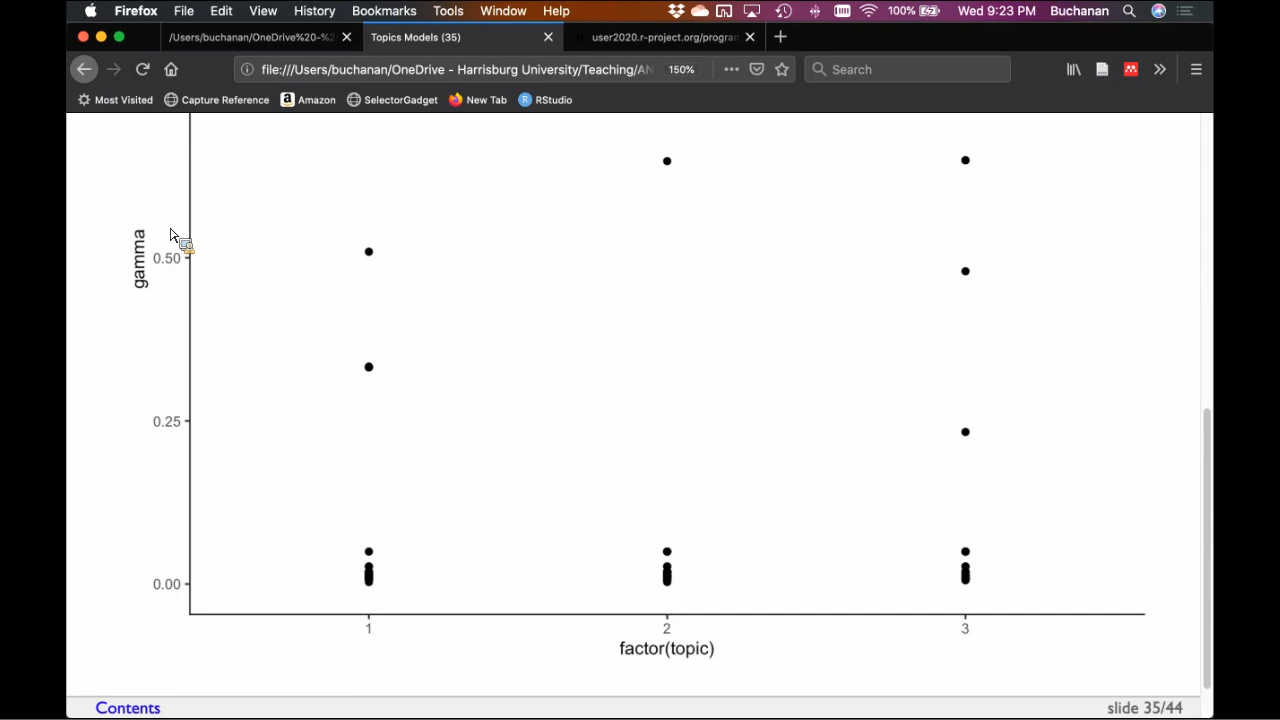 Firefox File Edit View History Bookmarks Tools Window Help 100% Wed 9:23 PM Buchanan
/Users/buchanan/OneDrive%20-%2 Topics Models (35) user2020.r-project.org/progran
file:///Users/buchanan/OneDrive - Harrisburg University/Teaching/AN 150% Search
Most Visited Capture Reference Amazon SelectorGadget New Tab RStudio
gamma
0.50
0.25
0.00
1 2 3
factor(topic)
Contents slide 35/44